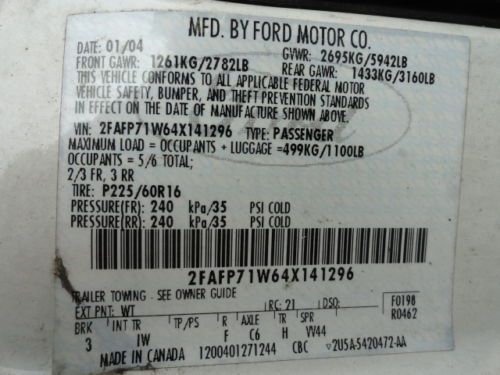 MFD. BY FORD MOTOR CO.
DATE: 01/04 GVWR: 2695KG/5942LB
FRONT GAWR: 1261KG/2782LB REAR GAWR: 1433KG/3160LB
THIS VEHICLE CONFORMS TO ALL APPLICABLE FEDERAL MOTOR
VEHICLE SAFETY, BUMPER, AND THEFT PREVENTION STANDARDS
IN EFFECT ON THE DATE OF MANUFACTURE SHOWN ABOVE.
VIN: 2FAFP71W64X141296 TYPE: PASSENGER
MAXIMUM LOAD = OCCUPANTS + LUGGAGE =499KG/1100LB
OCCUPANTS = 5/6 TOTAL;
2/3 FR, 3 RR
TIRE: P225/60R16
PRESSURE(FR): 240 kPa/35 PSI COLD
PRESSURE(RR): 240 kPa/35 PSI COLD
2FAFP71W64X141296
TRAILER TOWING - SEE OWNER GUIDE
EXT PNT: WT RC: 21 DSO: F0198
BRK INT TR TP/PS R AXLE TR SPR R0462
3 IW F C6 H VV44
MADE IN CANADA 1200401271244 CBC ▽2U5A-5420472-AA